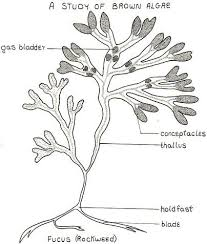 A STUDY OF BROWN ALGAE
gas bladder
conceptacles
thallus
holdfast
blade
FUCUS (ROCKWEED)